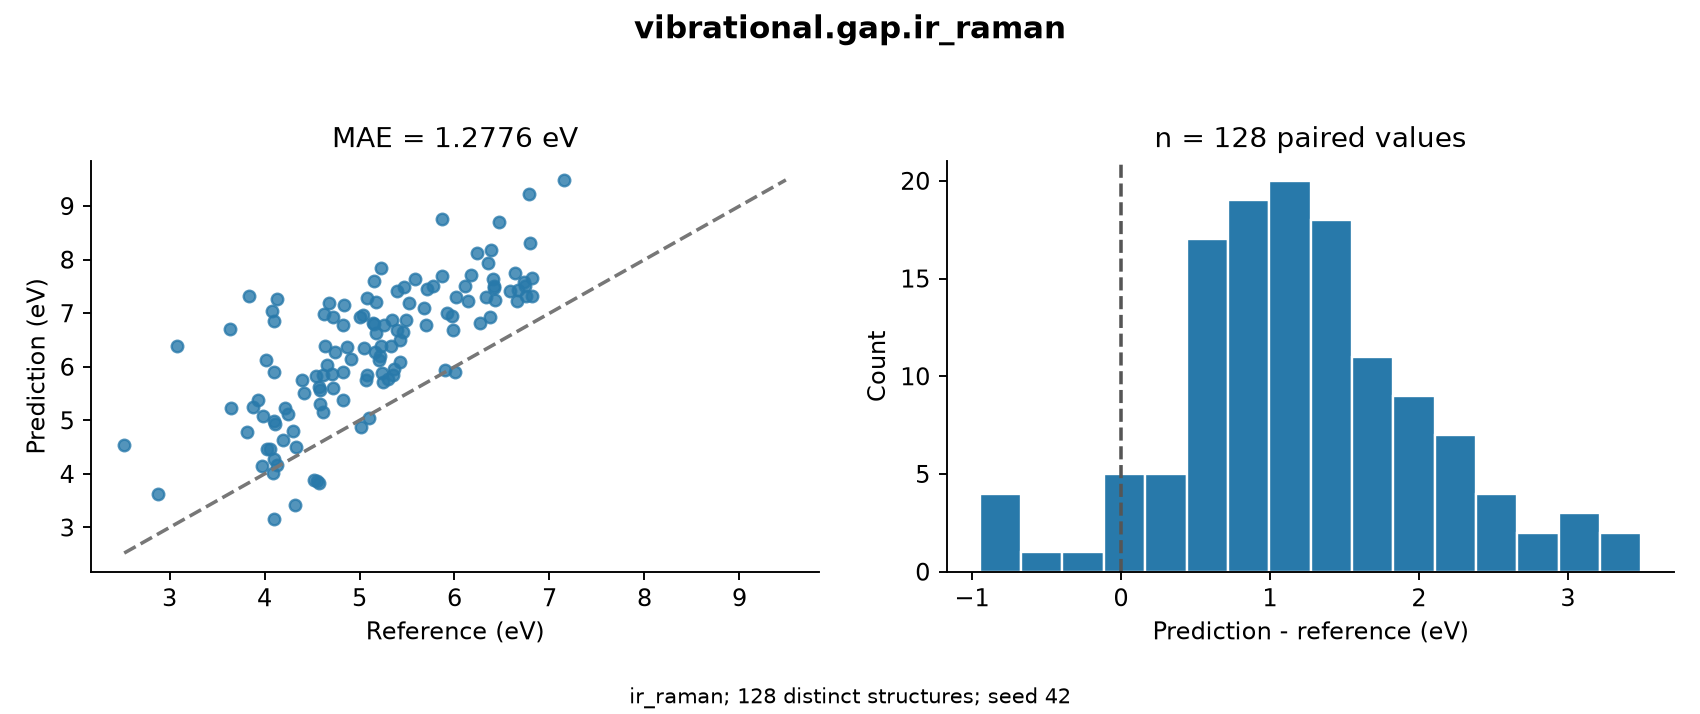 vibrational.gap.ir_raman
MAE = 1.2776 eV
n = 128 paired values
9
8
7
6
5
4
3
Prediction (eV)
3 4 5 6 7 8 9
Reference (eV)
20
15
10
5
0
Count
−1 0 1 2 3
Prediction - reference (eV)
ir_raman; 128 distinct structures; seed 42